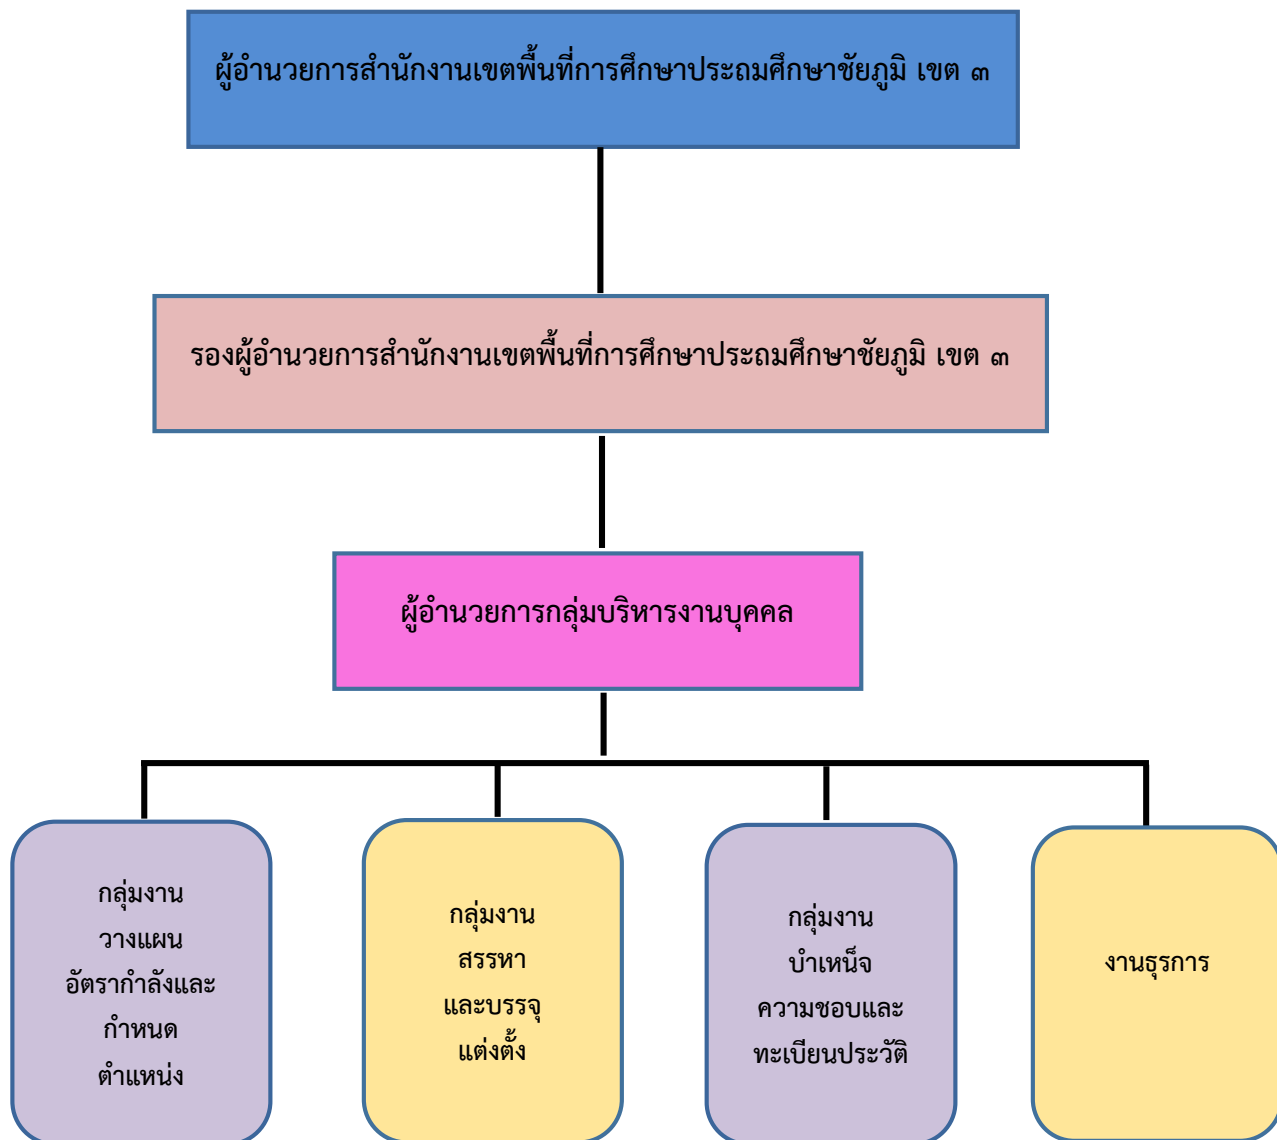 ผู้อำนวยการสำนักงานเขตพื้นที่การศึกษาประถมศึกษาชัยภูมิ เขต ๓
รองผู้อำนวยการสำนักงานเขตพื้นที่การศึกษาประถมศึกษาชัยภูมิ เขต ๓
ผู้อำนวยการกลุ่มบริหารงานบุคคล
กลุ่มงาน
วางแผน
อัตรากำลังและ
กำหนด
ตำแหน่ง
กลุ่มงาน
สรรหา
และบรรจุ
แต่งตั้ง
กลุ่มงาน
บำเหน็จ
ความชอบและ
ทะเบียนประวัติ
งานธุรการ